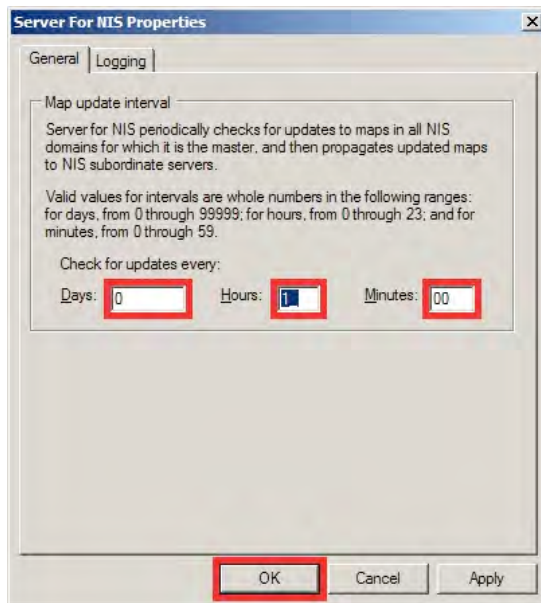 Server For NIS Properties
General
Logging
Map update interval
Server for NIS periodically checks for updates to maps in all NIS
domains for which it is the master, and then propagates updated maps
to NIS subordinate servers.
Valid values for intervals are whole numbers in the following ranges:
for days, from 0 through 99999; for hours, from 0 through 23; and for
minutes, from 0 through 59.
Check for updates every:
Days: 0 Hours: 1 Minutes: 00
OK Cancel Apply